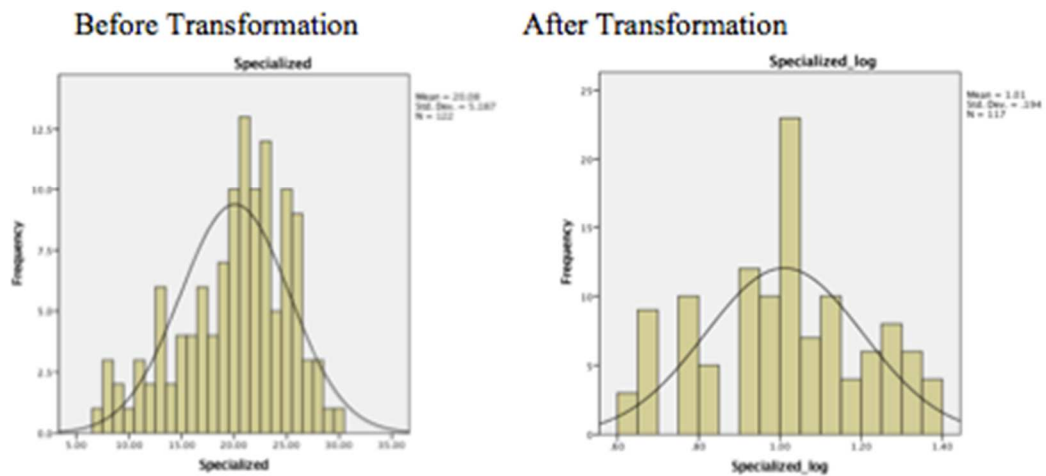 Before Transformation
After Transformation
Specialized
Mean = 20.08
Std. Dev. = 5.187
N = 122
12.5
10.0
7.5
5.0
2.5
0.0
Frequency
5.00 10.00 15.00 20.00 25.00 30.00 35.00
Specialized
Specialized_log
Mean = 1.01
Std. Dev. = .194
N = 117
25
20
15
10
5
0
Frequency
.60 .80 1.00 1.20 1.40
Specialized_log